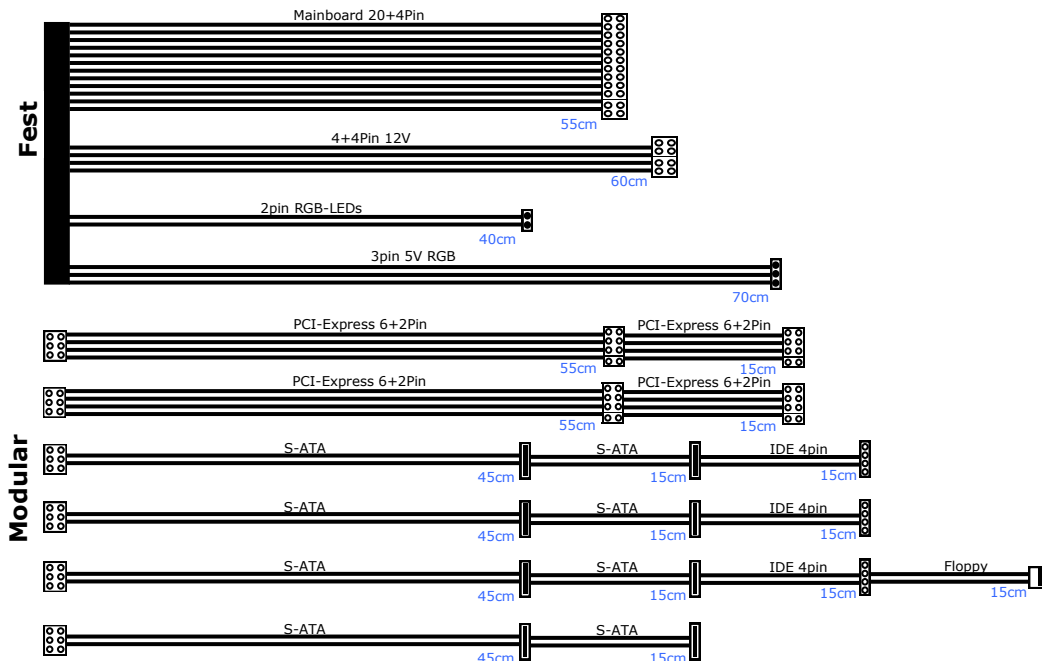 Mainboard 20+4Pin
55cm
Fest
4+4Pin 12V
60cm
2pin RGB-LEDs
40cm
3pin 5V RGB
70cm
PCI-Express 6+2Pin PCI-Express 6+2Pin
55cm 15cm
PCI-Express 6+2Pin PCI-Express 6+2Pin
55cm 15cm
Modular
S-ATA S-ATA IDE 4pin
45cm 15cm 15cm
S-ATA S-ATA IDE 4pin
45cm 15cm 15cm
S-ATA S-ATA IDE 4pin Floppy
45cm 15cm 15cm 15cm
S-ATA S-ATA
45cm 15cm